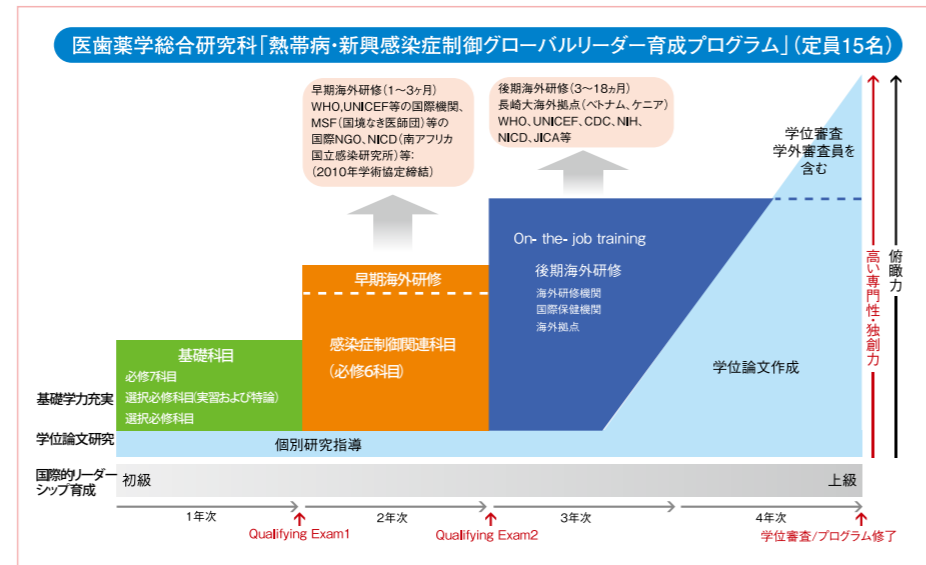 医歯薬学総合研究科「熱帯病・新興感染症制御グローバルリーダー育成プログラム」(定員15名)
早期海外研修(1〜3ヶ月)
WHO,UNICEF等の国際機関、
MSF(国境なき医師団)等の
国際NGO、NICD(南アフリカ
国立感染研究所)等:
(2010年学術協定締結)
後期海外研修(3〜18ヵ月)
長崎大海外拠点(ベトナム、ケニア)
WHO、UNICEF、CDC、NIH、
NICD、JICA等
学位審査
学外審査員を
含む
On- the- job training
後期海外研修
海外研修機関
国際保健機関
海外拠点
早期海外研修
感染症制御関連科目
(必修6科目)
基礎科目
必修7科目
選択必修科目(実習および特論)
選択必修科目
学位論文作成
高い専門性・独創力
俯瞰力
基礎学力充実
学位論文研究
個別研究指導
国際的リーダー
シップ育成
初級
上級
1年次
2年次
3年次
4年次
Qualifying Exam1
Qualifying Exam2
学位審査/プログラム修了